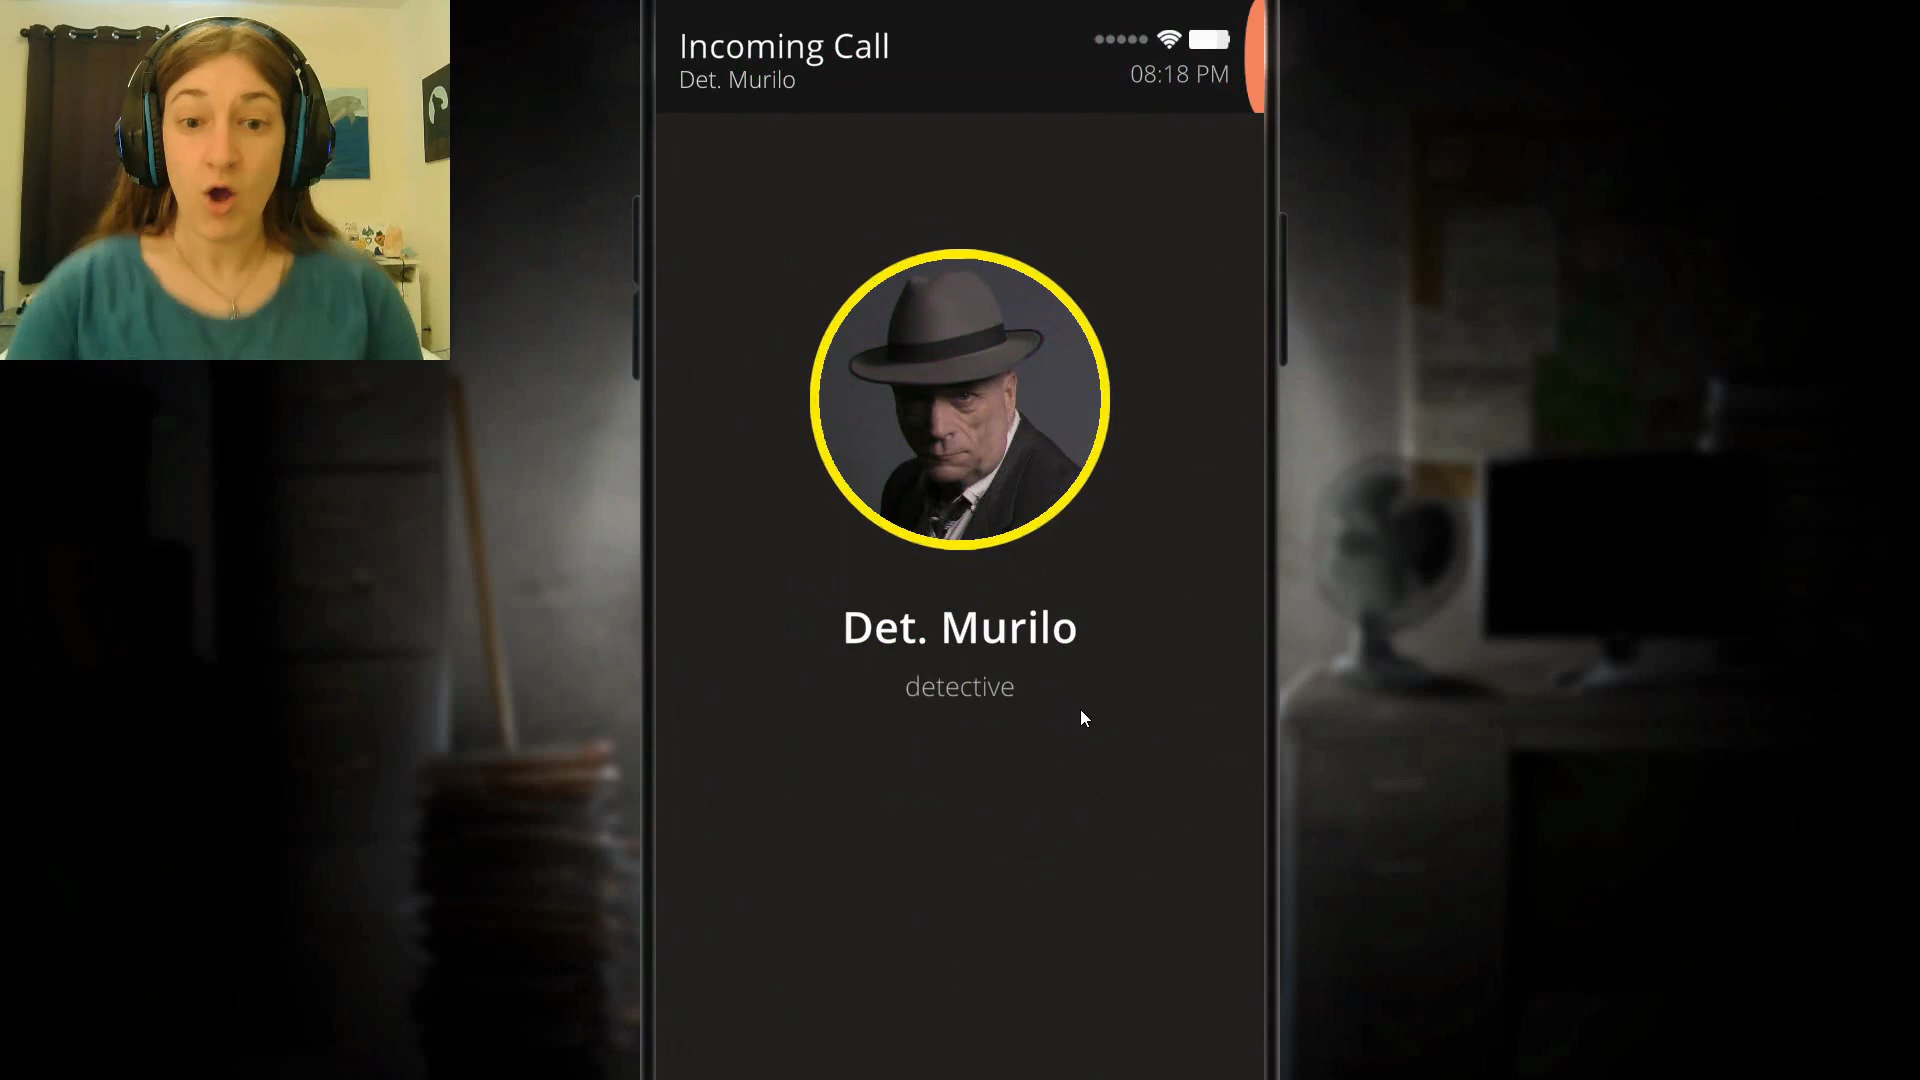 Incoming Call
Det. Murilo
08:18 PM
Det. Murilo
detective